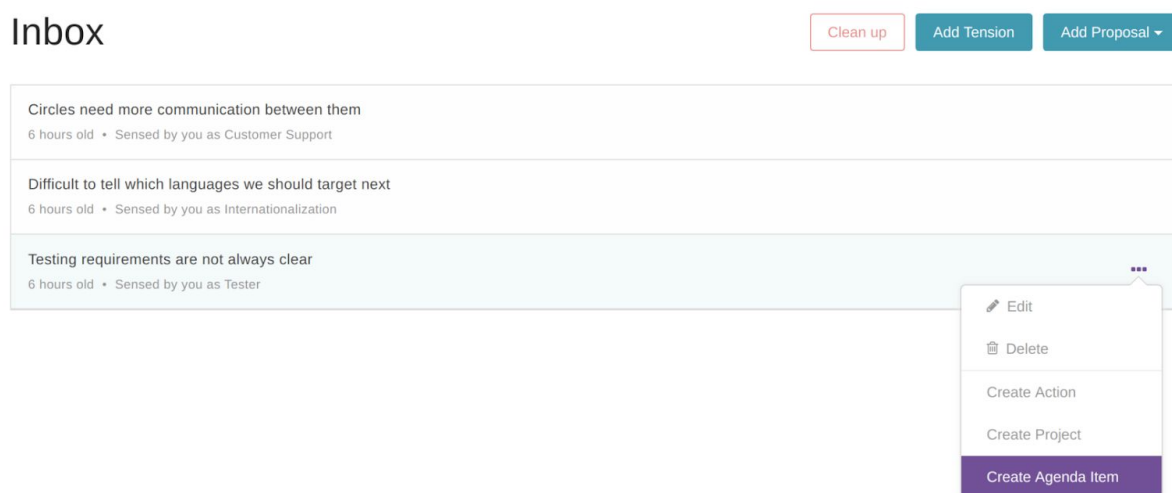 Inbox
Clean up
Add Tension
Add Proposal
Circles need more communication between them
6 hours old • Sensed by you as Customer Support
Difficult to tell which languages we should target next
6 hours old • Sensed by you as Internationalization
Testing requirements are not always clear
6 hours old • Sensed by you as Tester
Edit
Delete
Create Action
Create Project
Create Agenda Item